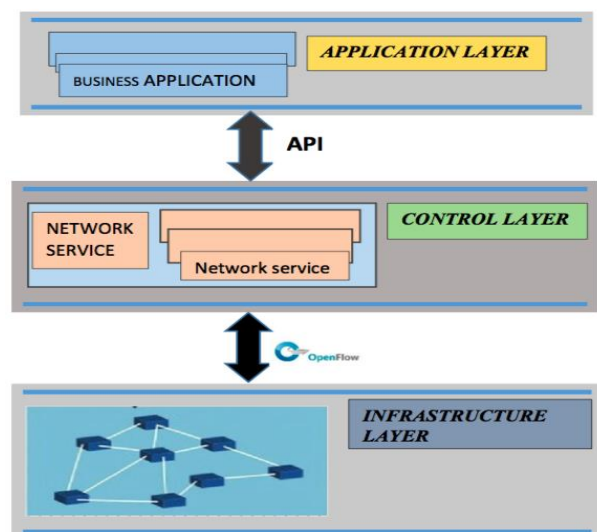 BUSINESS APPLICATION
APPLICATION LAYER
API
NETWORK
SERVICE
Network service
CONTROL LAYER
OpenFlow
INFRASTRUCTURE
LAYER